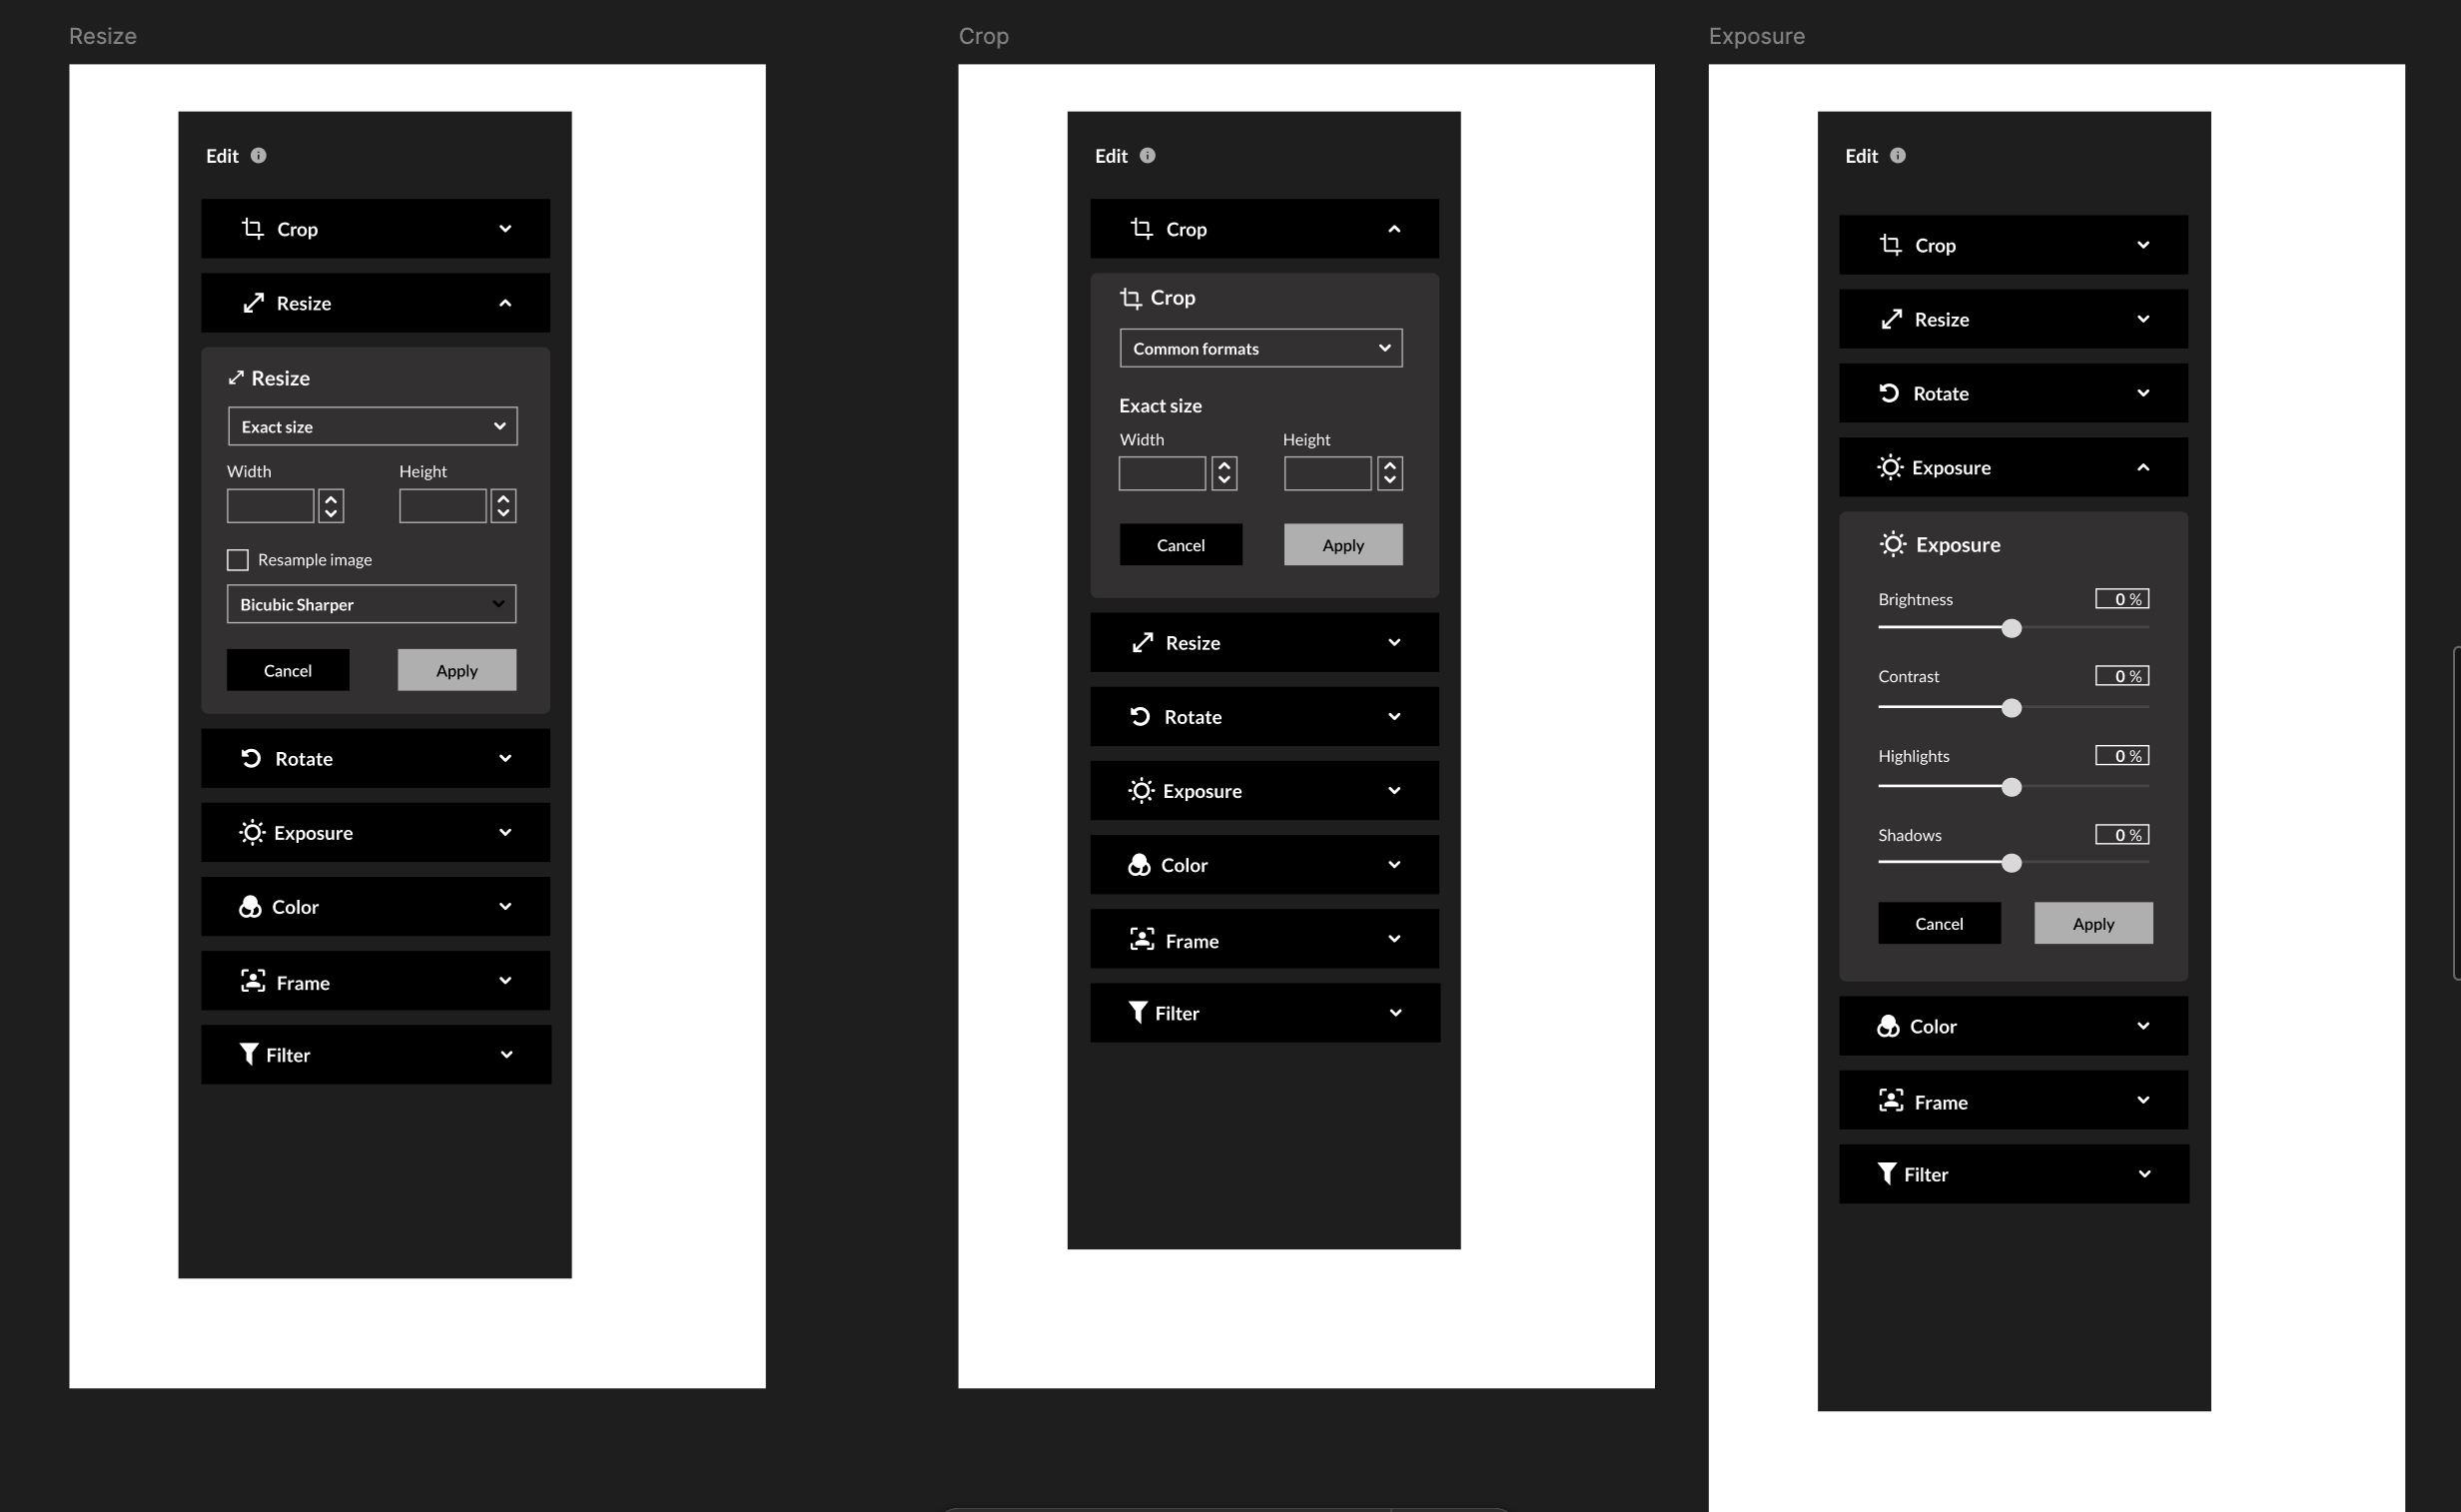 Resize
Edit
Crop
Resize
Resize
Exact size
Width Height
Resample image
Bicubic Sharper
Cancel Apply
Rotate
Exposure
Color
Frame
Filter
Crop
Edit
Crop
Crop
Common formats
Exact size
Width Height
Cancel Apply
Resize
Rotate
Exposure
Color
Frame
Filter
Exposure
Edit
Crop
Resize
Rotate
Exposure
Exposure
Brightness 0 %
Contrast 0 %
Highlights 0 %
Shadows 0 %
Cancel Apply
Color
Frame
Filter